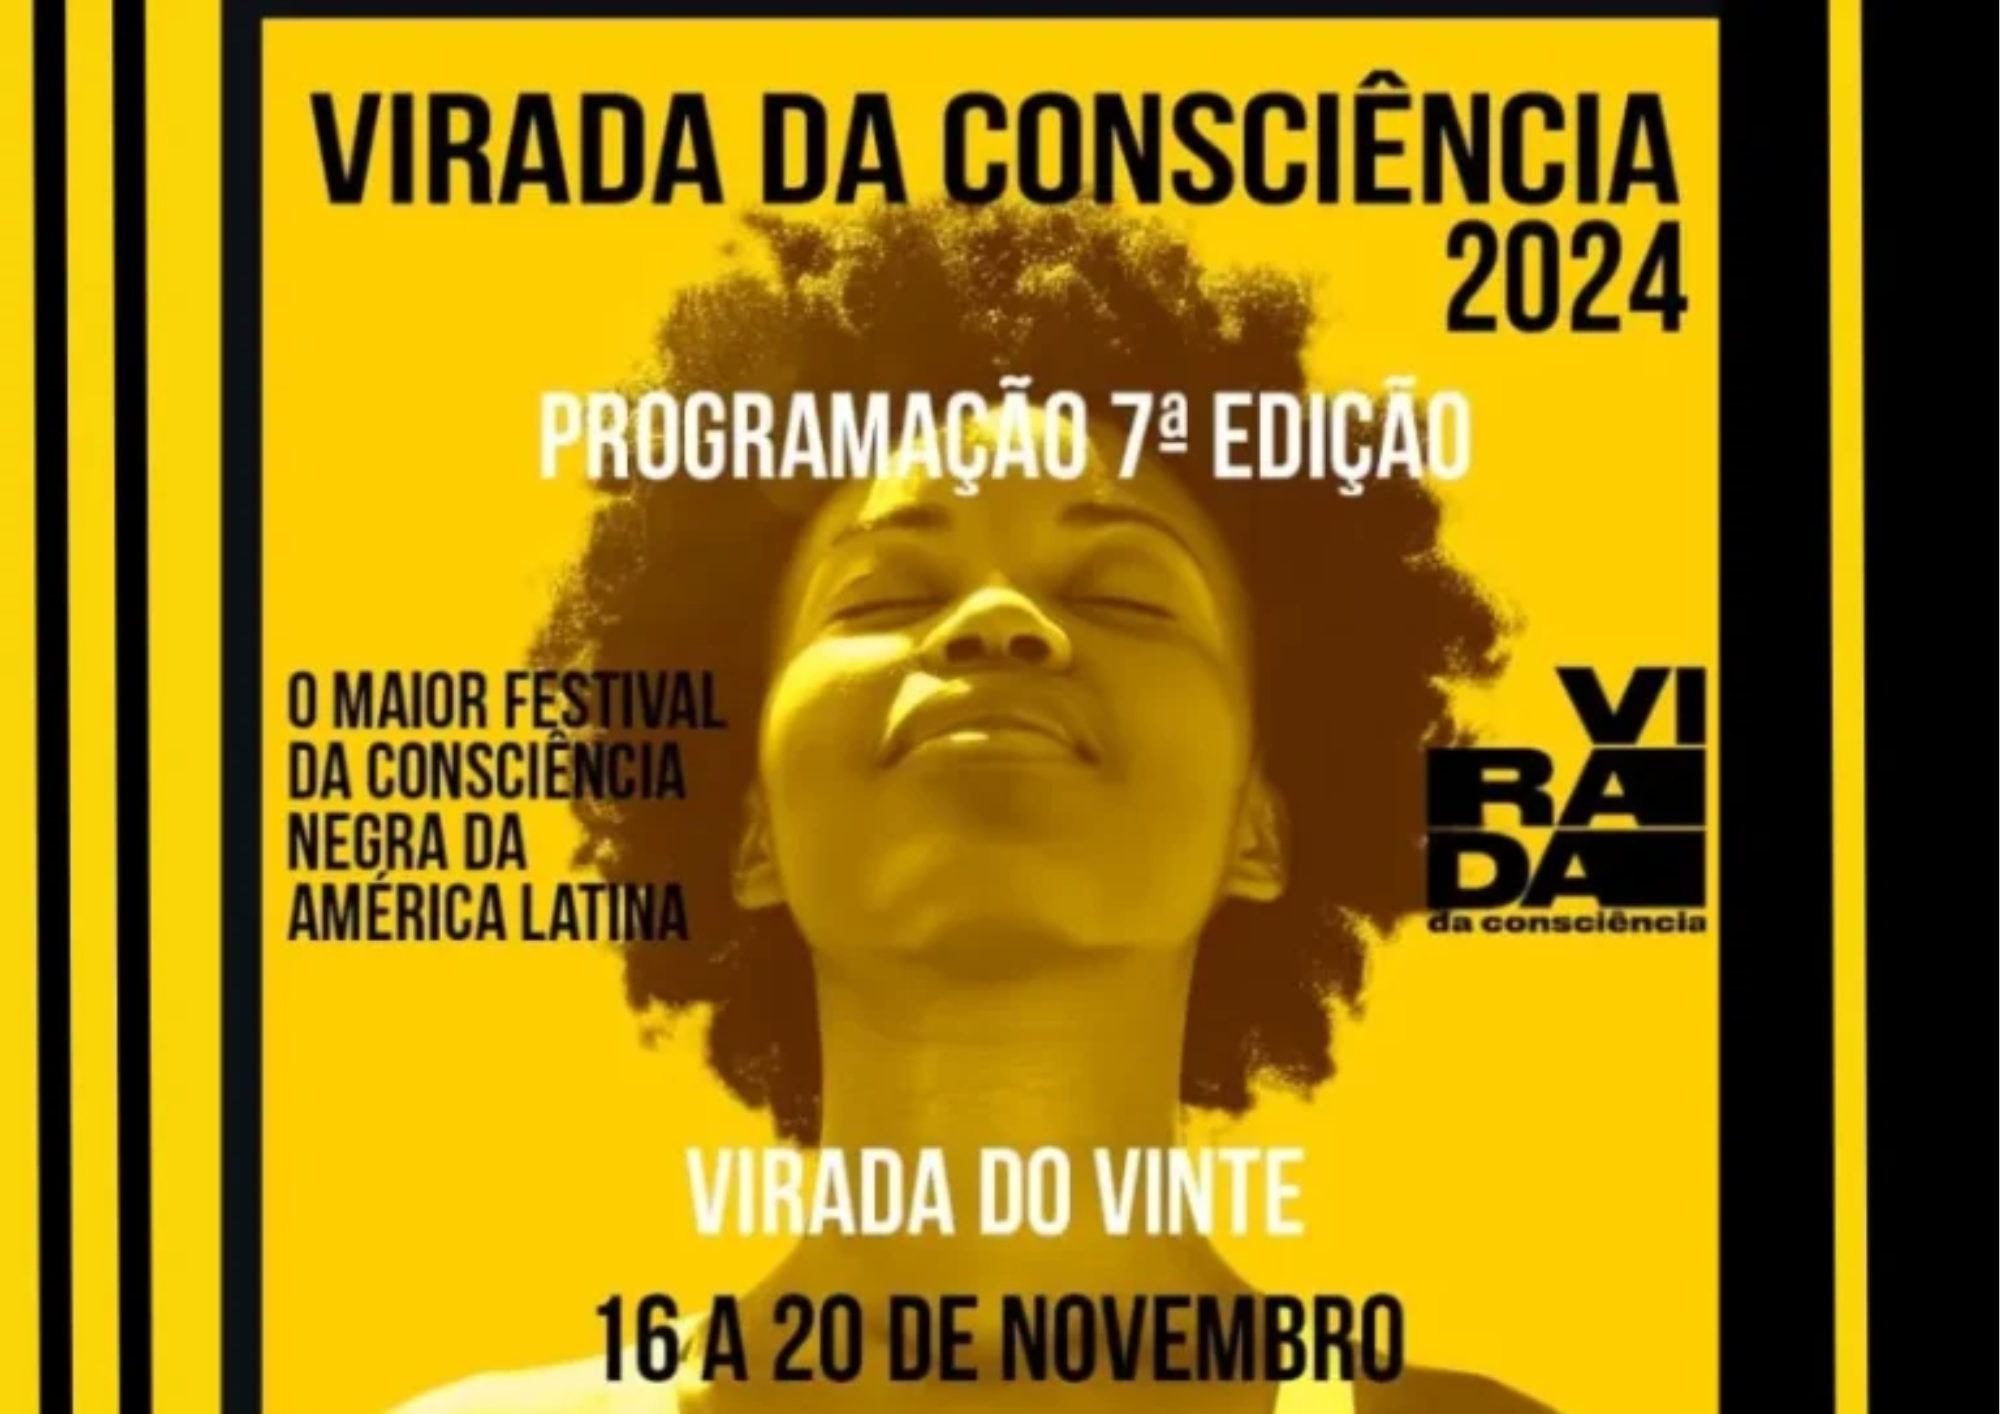 VIRADA DA CONSCIÊNCIA
2024
PROGRAMAÇÃO 7ª EDIÇÃO
O MAIOR FESTIVAL
DA CONSCIÊNCIA
NEGRA DA
AMÉRICA LATINA
VI
RA
DA
da consciência
VIRADA DO VINTE
16 A 20 DE NOVEMBRO